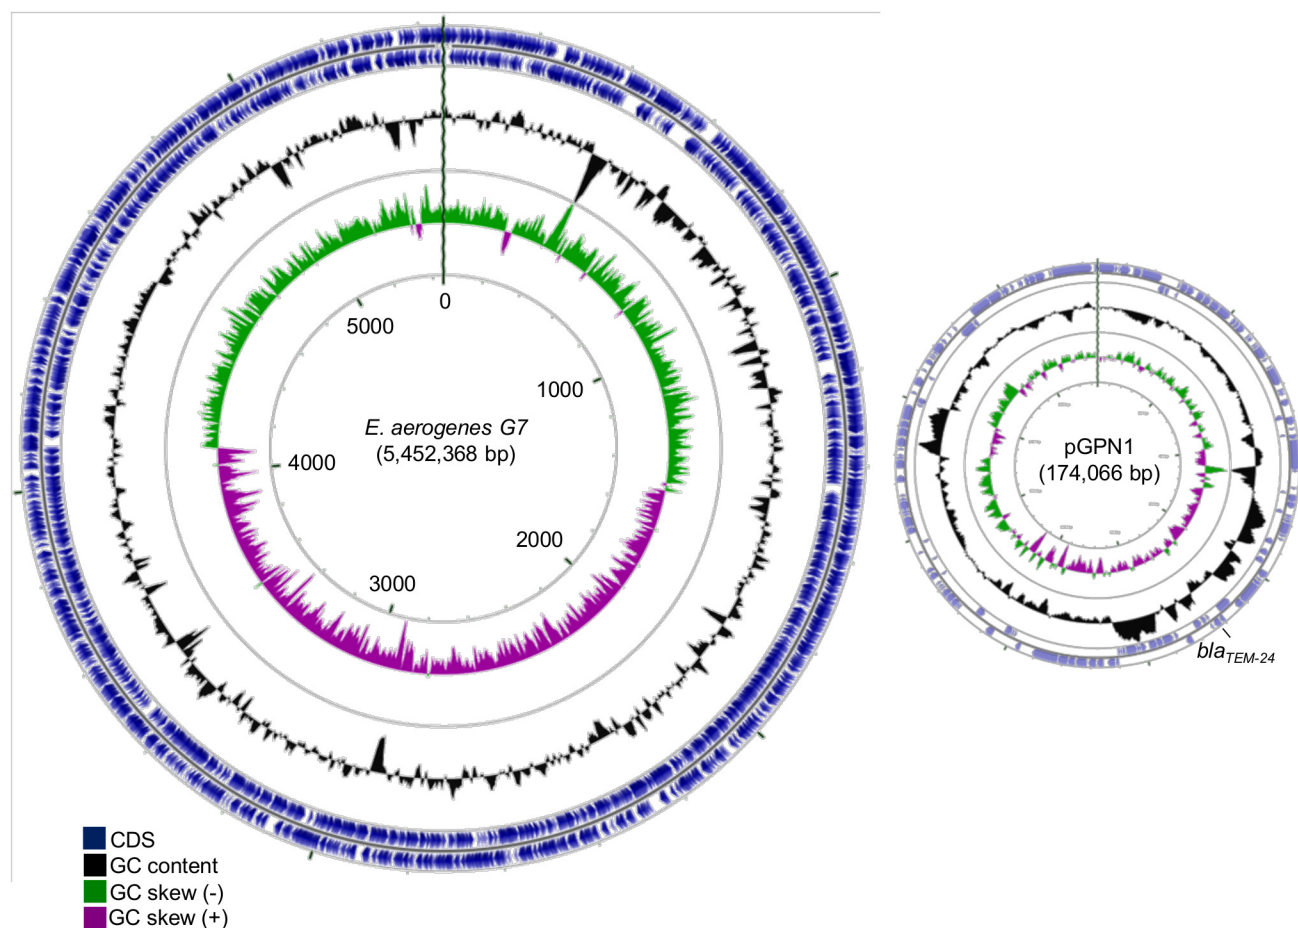 0
5000
1000
E. aerogenes G7
(5,452,368 bp)
4000
2000
3000
pGPN1
(174,066 bp)
blaTEM-24
CDS
GC content
GC skew (-)
GC skew (+)